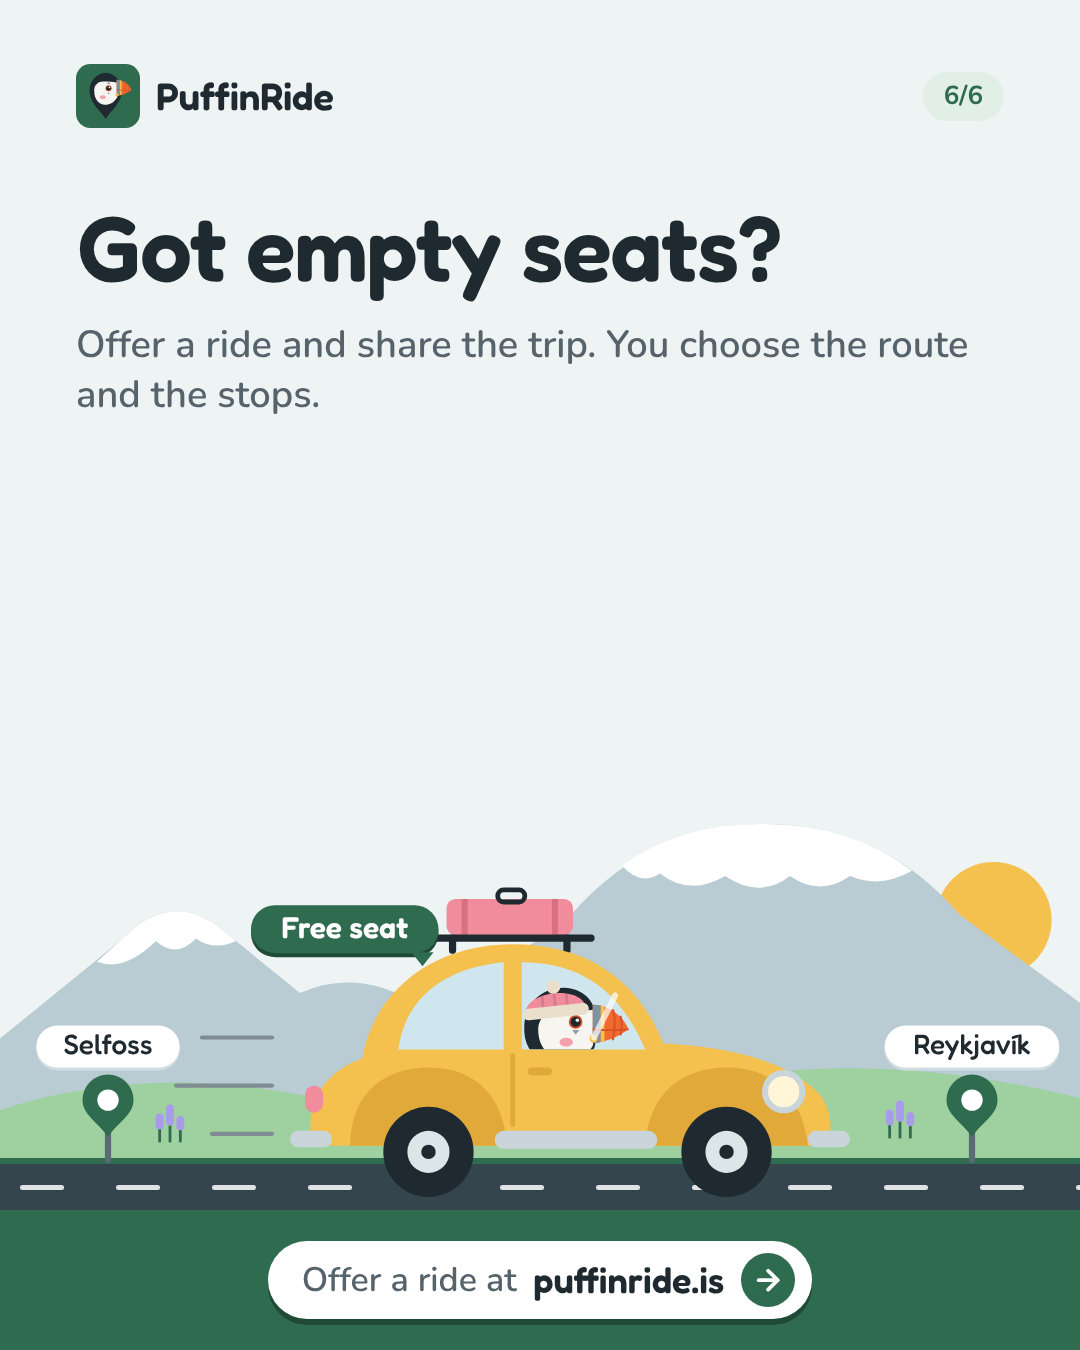 PuffinRide
6/6
Got empty seats?
Offer a ride and share the trip. You choose the route
and the stops.
Free seat
Selfoss
Reykjavík
Offer a ride at puffinride.is